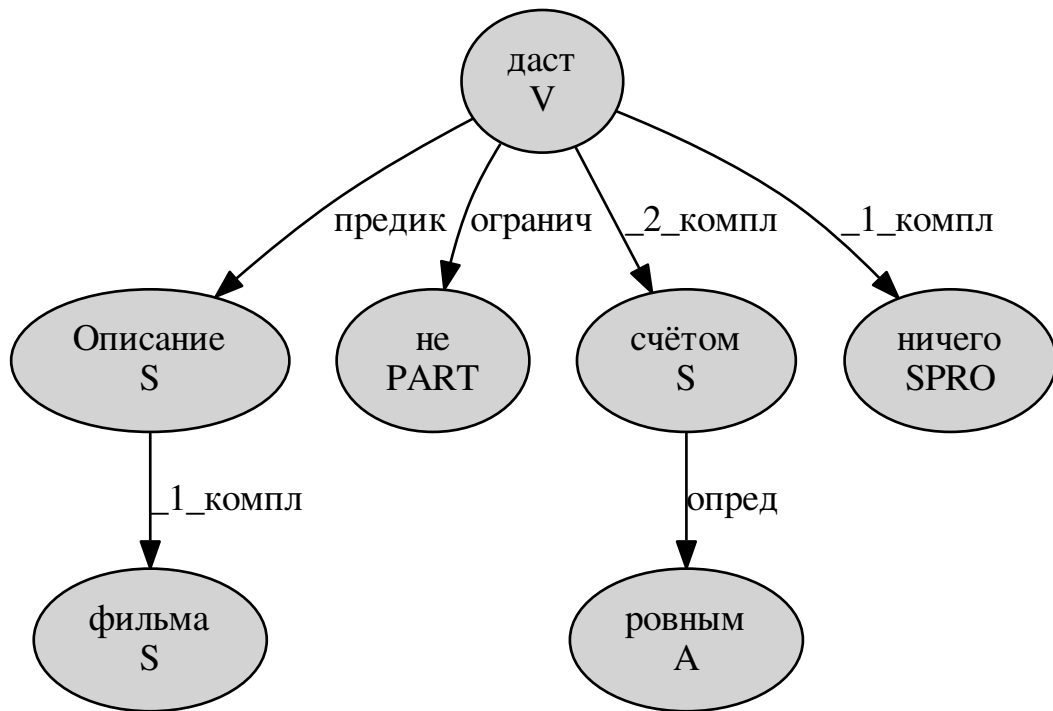 даст
V
предик
огранич
_2_компл
_1_компл
Описание
S
не
PART
счётом
S
ничего
SPRO
_1_компл
опред
фильма
S
ровным
A